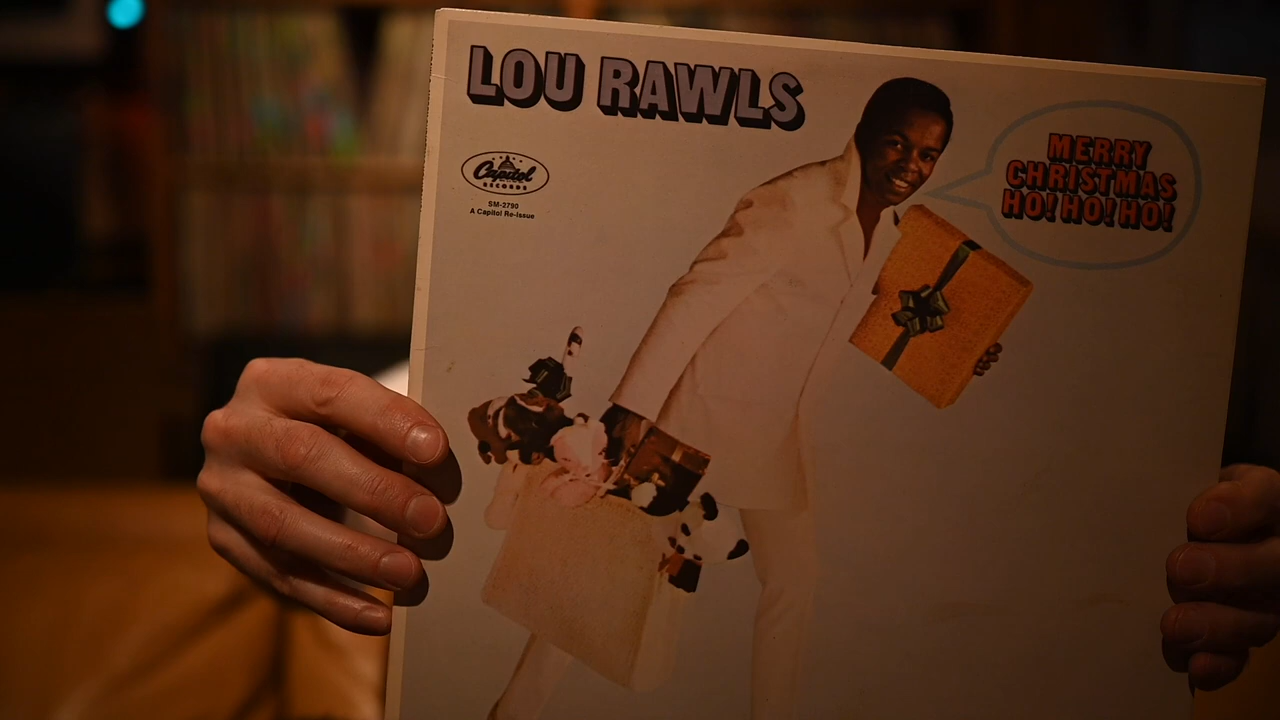 LOU RAWLS
Capitol
RECORDS
SM-2790
A Capitol Re-Issue
MERRY
CHRISTMAS
HO! HO! HO!